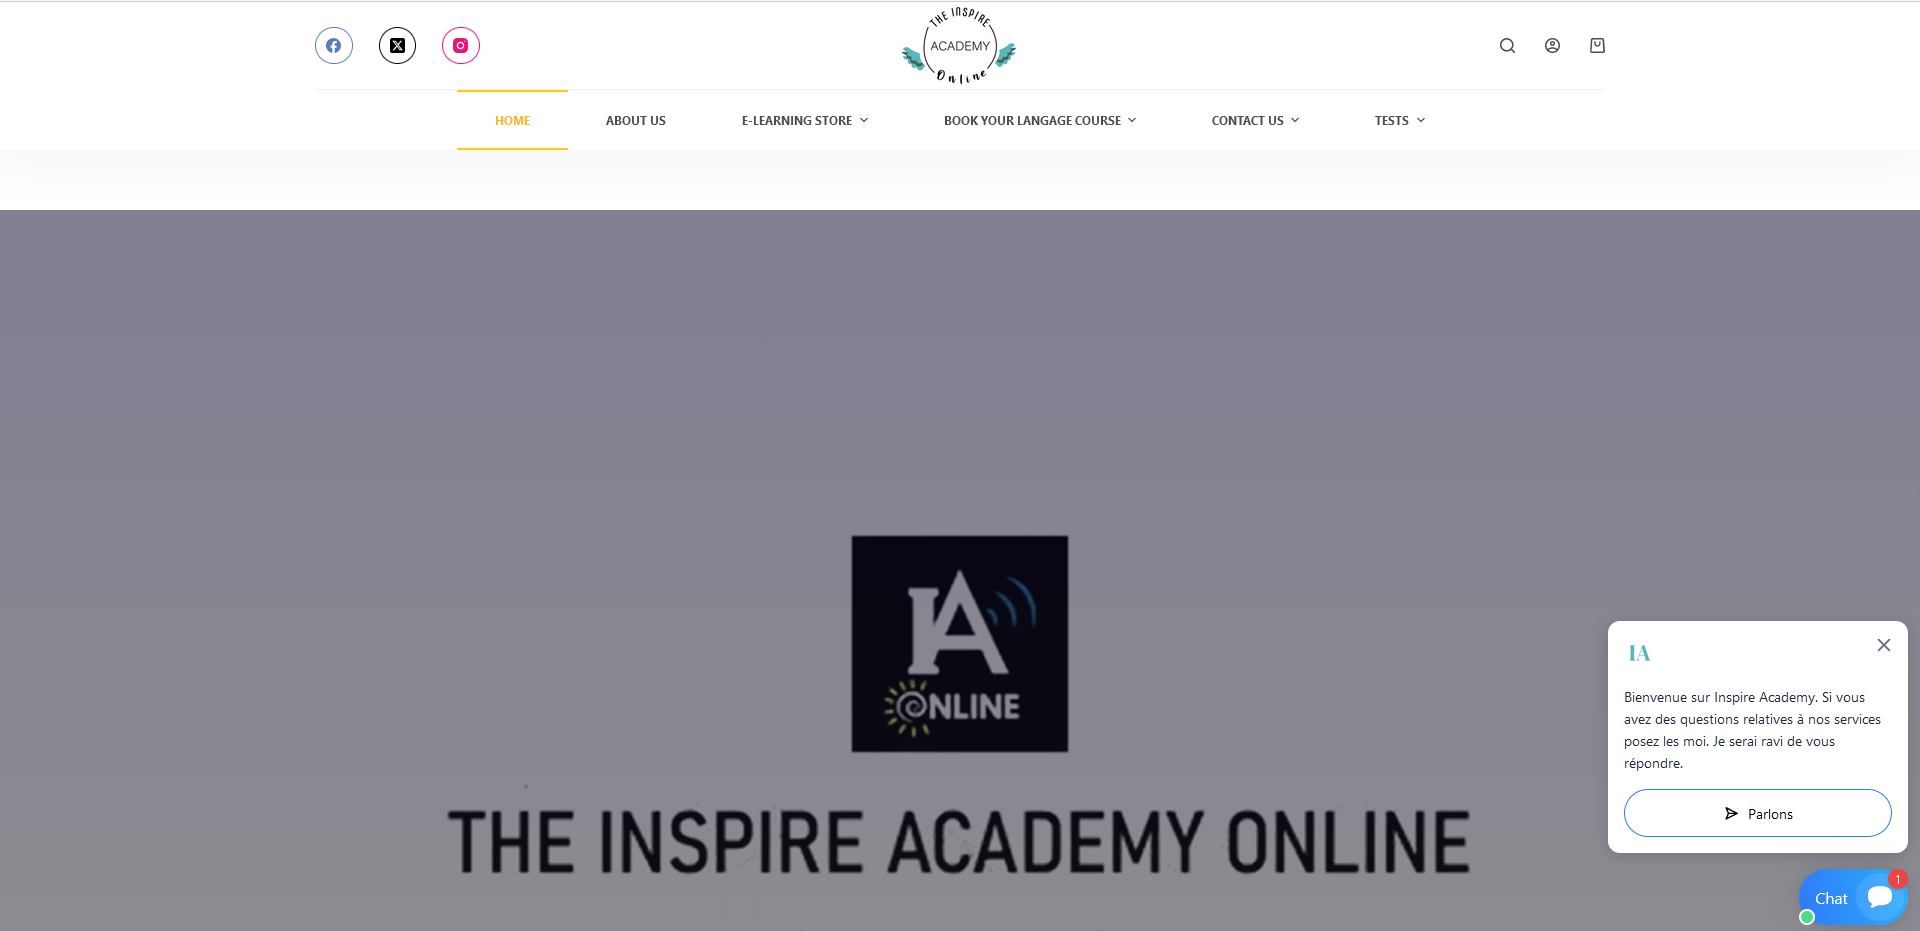 THE INSPIRE
ACADEMY
Online
HOME
ABOUT US
E-LEARNING STORE
BOOK YOUR LANGAGE COURSE
CONTACT US
TESTS
IA
ONLINE
THE INSPIRE ACADEMY ONLINE
IA
Bienvenue sur Inspire Academy. Si vous
avez des questions relatives à nos services
posez les moi. Je serai ravi de vous
répondre.
Parlons
Chat
1